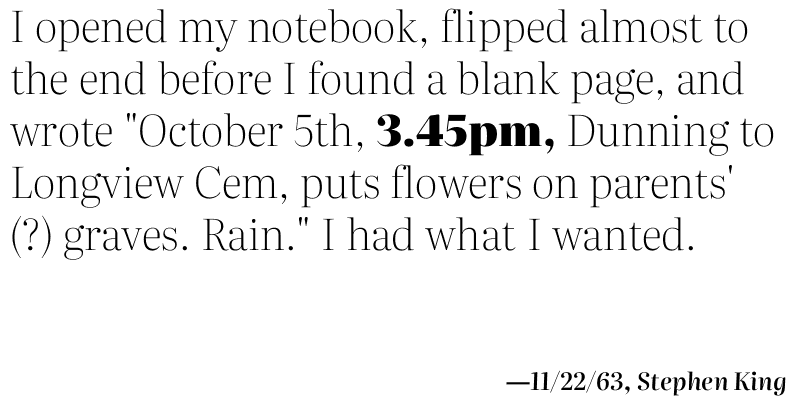 I opened my notebook, flipped almost to
the end before I found a blank page, and
wrote "October 5th, 3.45pm, Dunning to
Longview Cem, puts flowers on parents'
(?) graves. Rain." I had what I wanted.
—11/22/63, Stephen King